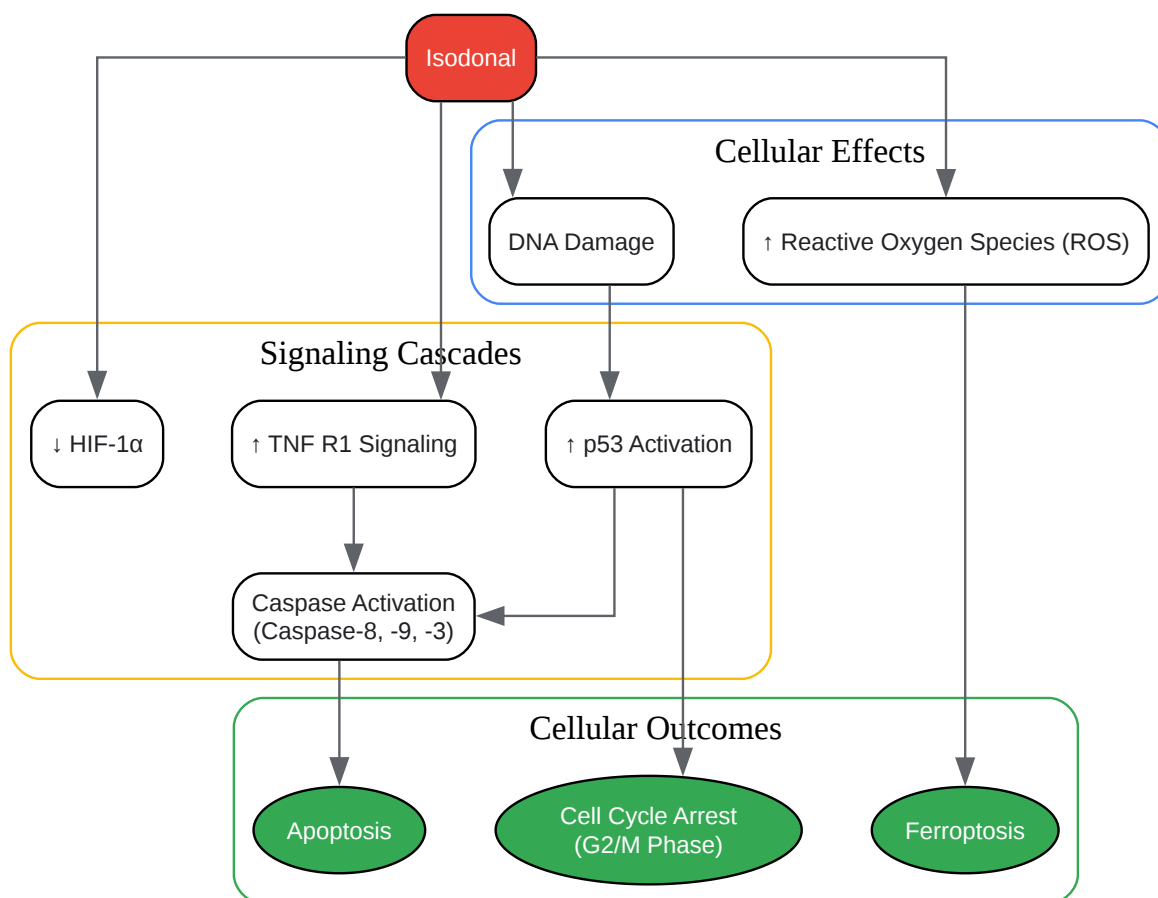 Isodonal
Cellular Effects
DNA Damage
↑ Reactive Oxygen Species (ROS)
Signaling Cascades
↓ HIF-1α
↑ TNF R1 Signaling
↑ p53 Activation
Caspase Activation
(Caspase-8, -9, -3)
Cellular Outcomes
Apoptosis
Cell Cycle Arrest
(G2/M Phase)
Ferroptosis